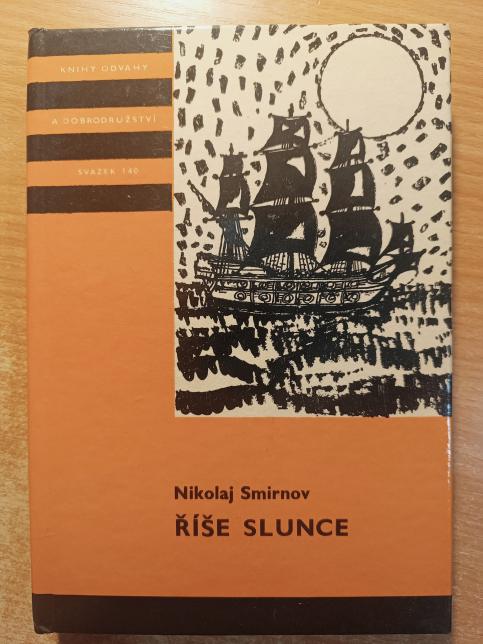 KNIHY ODVAHY
A DOBRODRUŽSTVÍ
SVAZEK 140
Nikolaj Smirnov
ŘÍŠE SLUNCE